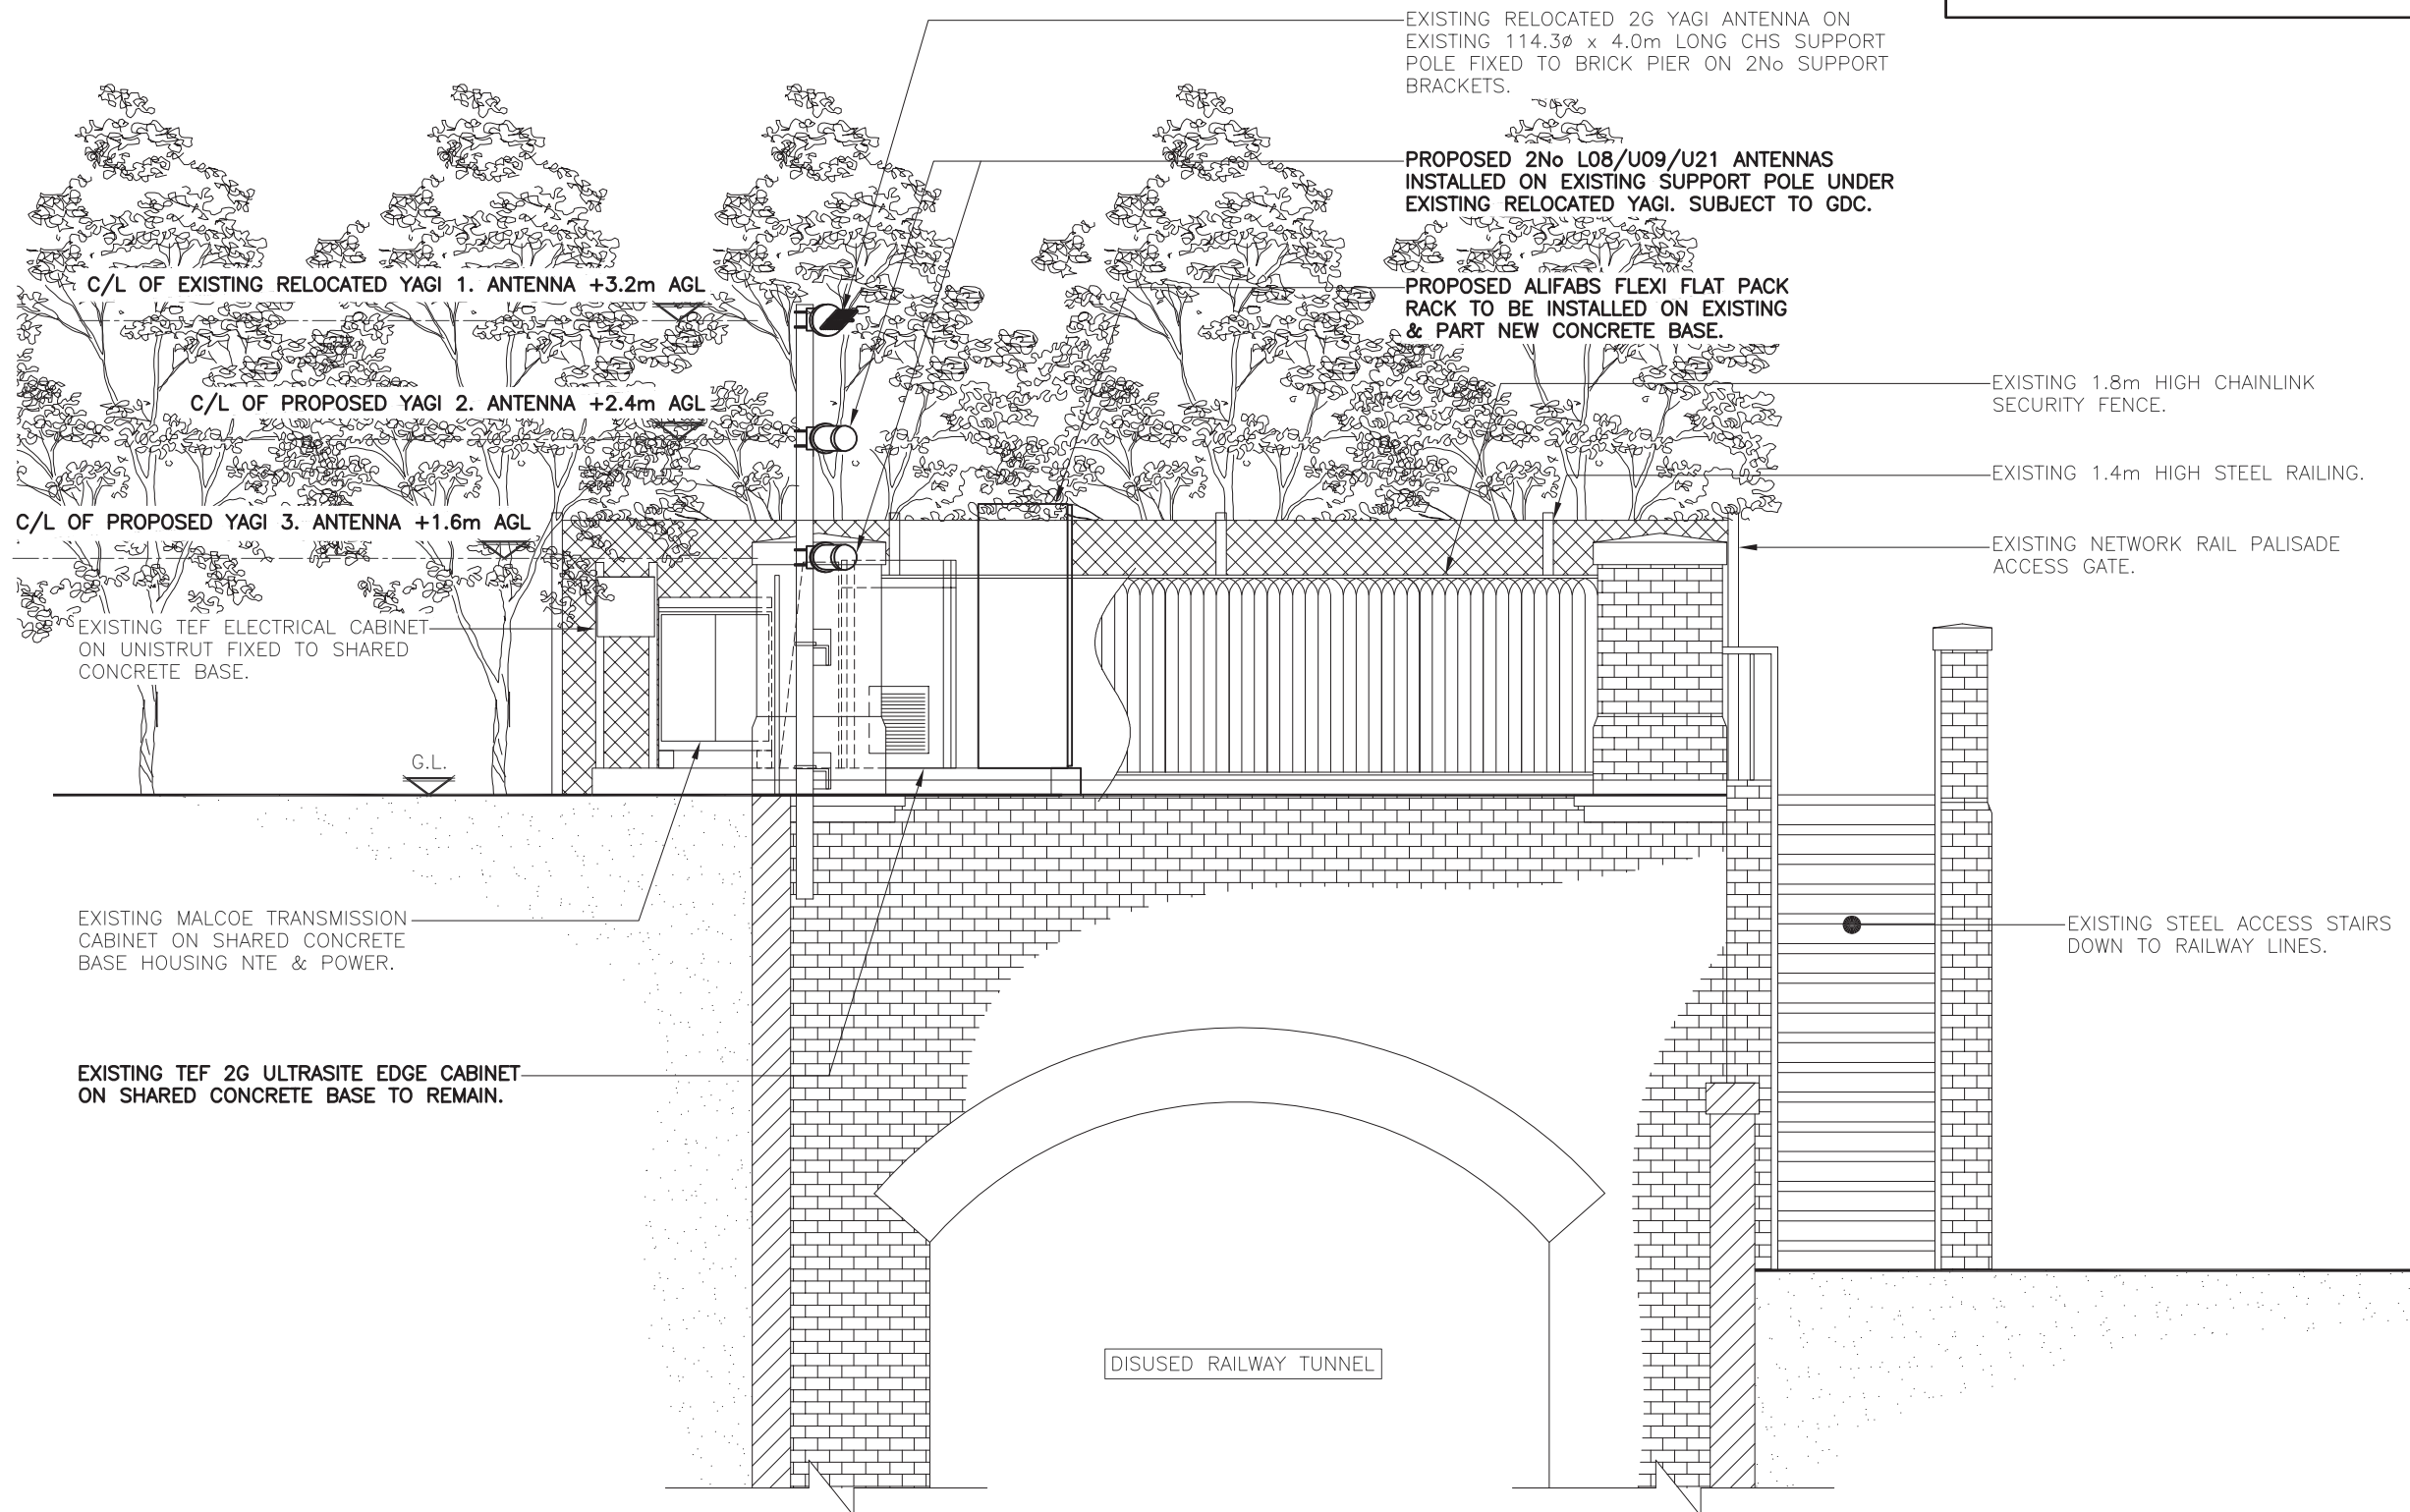 EXISTING RELOCATED 2G YAGI ANTENNA ON
EXISTING 114.3ø x 4.0m LONG CHS SUPPORT
POLE FIXED TO BRICK PIER ON 2No SUPPORT
BRACKETS.
PROPOSED 2No L08/U09/U21 ANTENNAS
INSTALLED ON EXISTING SUPPORT POLE UNDER
EXISTING RELOCATED YAGI. SUBJECT TO GDC.
C/L OF EXISTING RELOCATED YAGI 1. ANTENNA +3.2m AGL
PROPOSED ALIFABS FLEXI FLAT PACK
RACK TO BE INSTALLED ON EXISTING
& PART NEW CONCRETE BASE.
EXISTING 1.8m HIGH CHAINLINK
SECURITY FENCE.
C/L OF PROPOSED YAGI 2. ANTENNA +2.4m AGL
EXISTING 1.4m HIGH STEEL RAILING.
C/L OF PROPOSED YAGI 3. ANTENNA +1.6m AGL
EXISTING NETWORK RAIL PALISADE
ACCESS GATE.
EXISTING TEF ELECTRICAL CABINET
ON UNISTRUT FIXED TO SHARED
CONCRETE BASE.
G.L.
EXISTING MALCOE TRANSMISSION
CABINET ON SHARED CONCRETE
BASE HOUSING NTE & POWER.
EXISTING STEEL ACCESS STAIRS
DOWN TO RAILWAY LINES.
EXISTING TEF 2G ULTRASITE EDGE CABINET
ON SHARED CONCRETE BASE TO REMAIN.
DISUSED RAILWAY TUNNEL